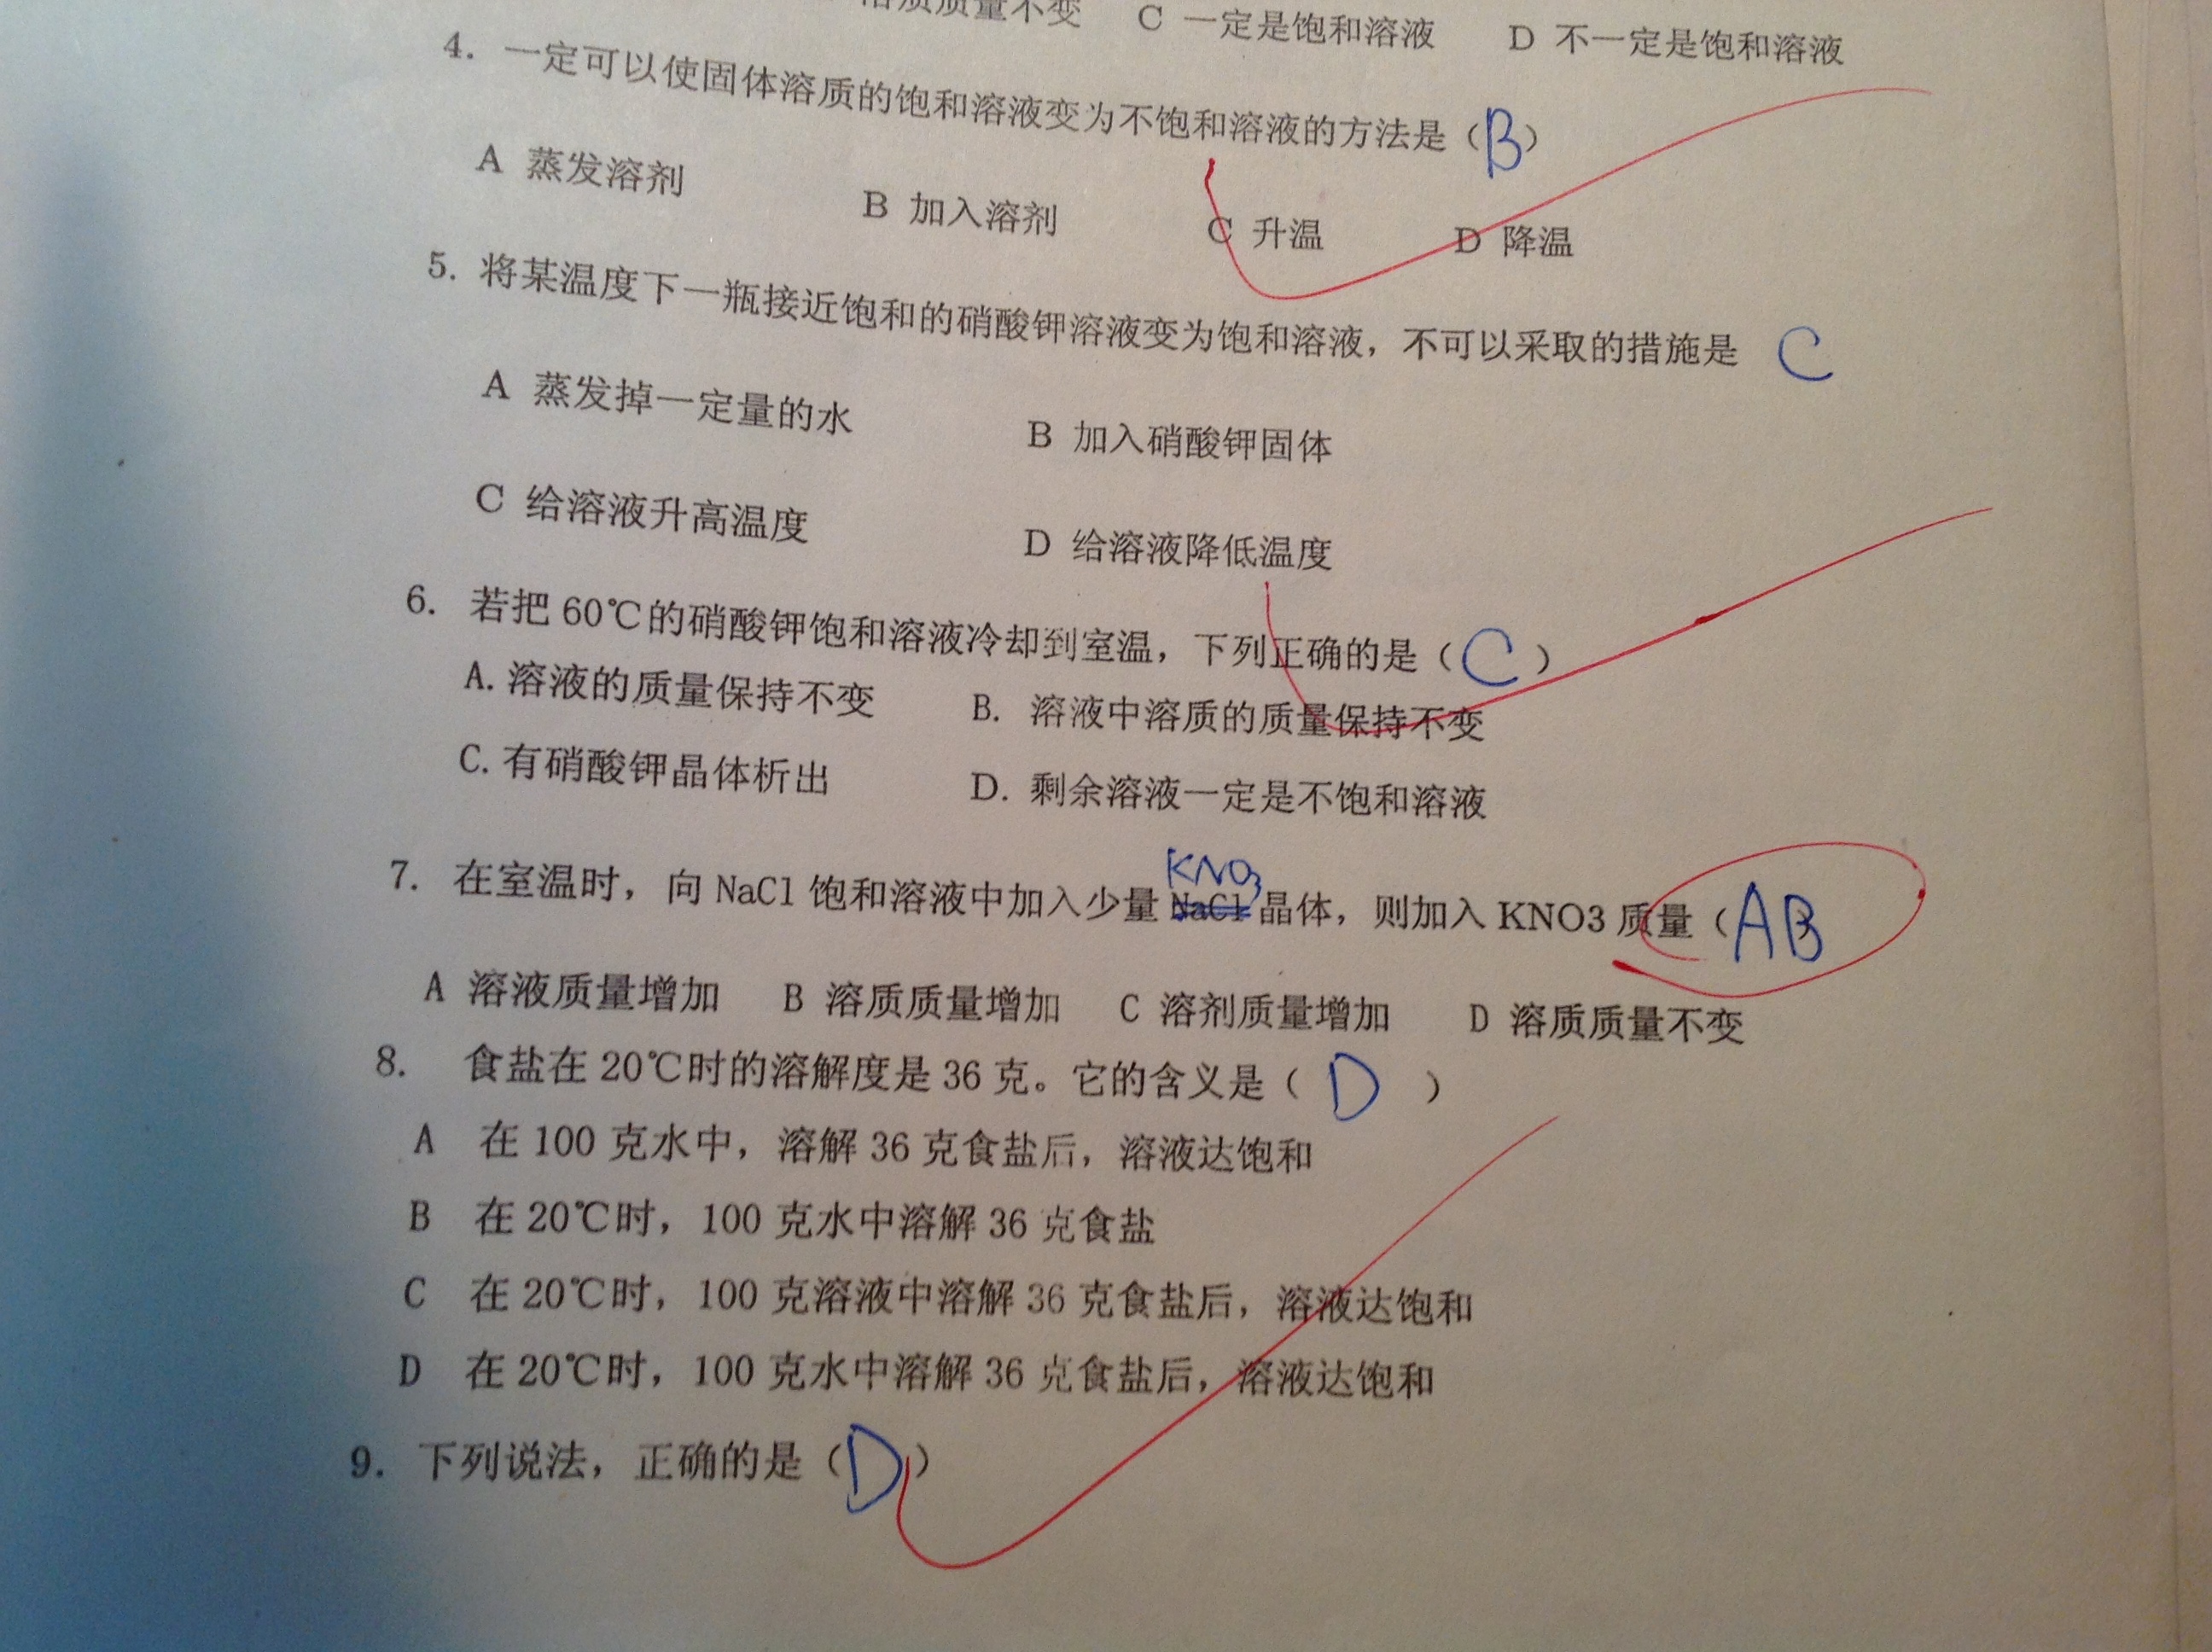 溶质质量不变 C 一定是饱和溶液 D 不一定是饱和溶液
4. 一定可以使固体溶质的饱和溶液变为不饱和溶液的方法是（B）
A 蒸发溶剂 B 加入溶剂 C 升温 D 降温
5. 将某温度下一瓶接近饱和的硝酸钾溶液变为饱和溶液，不可以采取的措施是 C
A 蒸发掉一定量的水 B 加入硝酸钾固体
C 给溶液升高温度 D 给溶液降低温度
6. 若把 60℃的硝酸钾饱和溶液冷却到室温，下列正确的是（C）
A. 溶液的质量保持不变 B. 溶液中溶质的质量保持不变
C. 有硝酸钾晶体析出 D. 剩余溶液一定是不饱和溶液
KNO3
7. 在室温时，向 NaCl 饱和溶液中加入少量 NaCl 晶体，则加入 KNO3 质量（AB
A 溶液质量增加 B 溶质质量增加 C 溶剂质量增加 D 溶质质量不变
8. 食盐在 20℃时的溶解度是 36 克。它的含义是（ D ）
A 在 100 克水中，溶解 36 克食盐后，溶液达饱和
B 在 20℃时，100 克水中溶解 36 克食盐
C 在 20℃时，100 克溶液中溶解 36 克食盐后，溶液达饱和
D 在 20℃时，100 克水中溶解 36 克食盐后，溶液达饱和
9. 下列说法，正确的是（D）